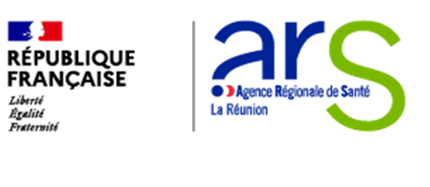 RÉPUBLIQUE
FRANÇAISE
Liberté
Égalité
Fraternité
ars
Agence Régionale de Santé
La Réunion